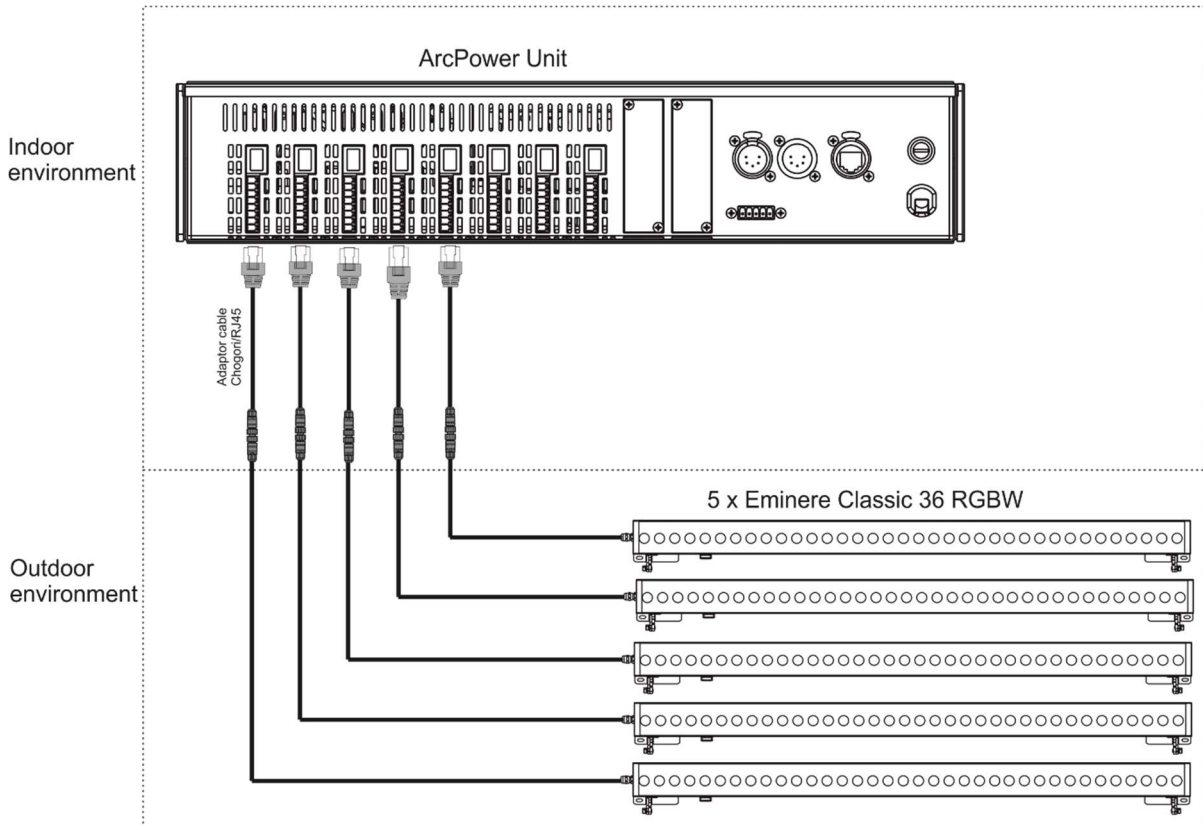 ArcPower Unit
Indoor
environment
Adaptor cable
Chogori/RJ45
5 x Eminere Classic 36 RGBW
Outdoor
environment